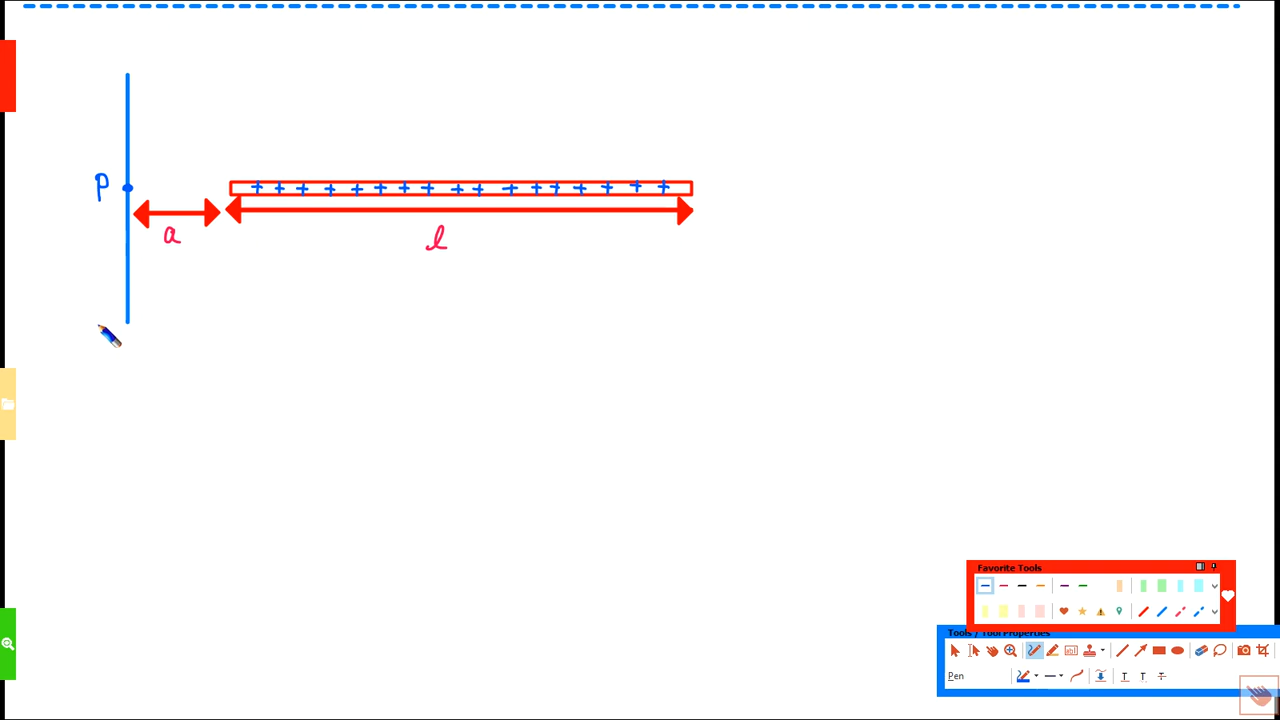 P
+ + + + + + + + + + + + + + + + +
a
l
Favorite Tools
Tools / Tool Properties
Pen